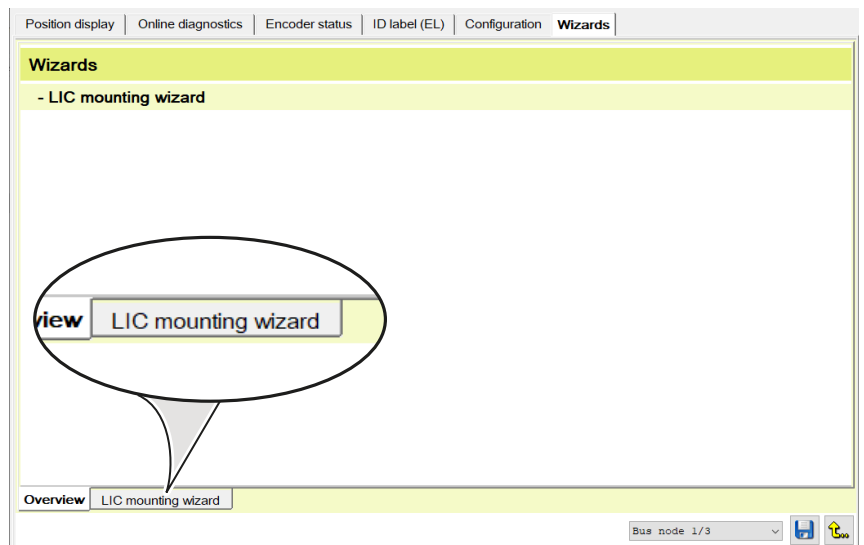 Position display Online diagnostics Encoder status ID label (EL) Configuration Wizards
Wizards
- LIC mounting wizard
view LIC mounting wizard
Overview LIC mounting wizard
Bus node 1/3